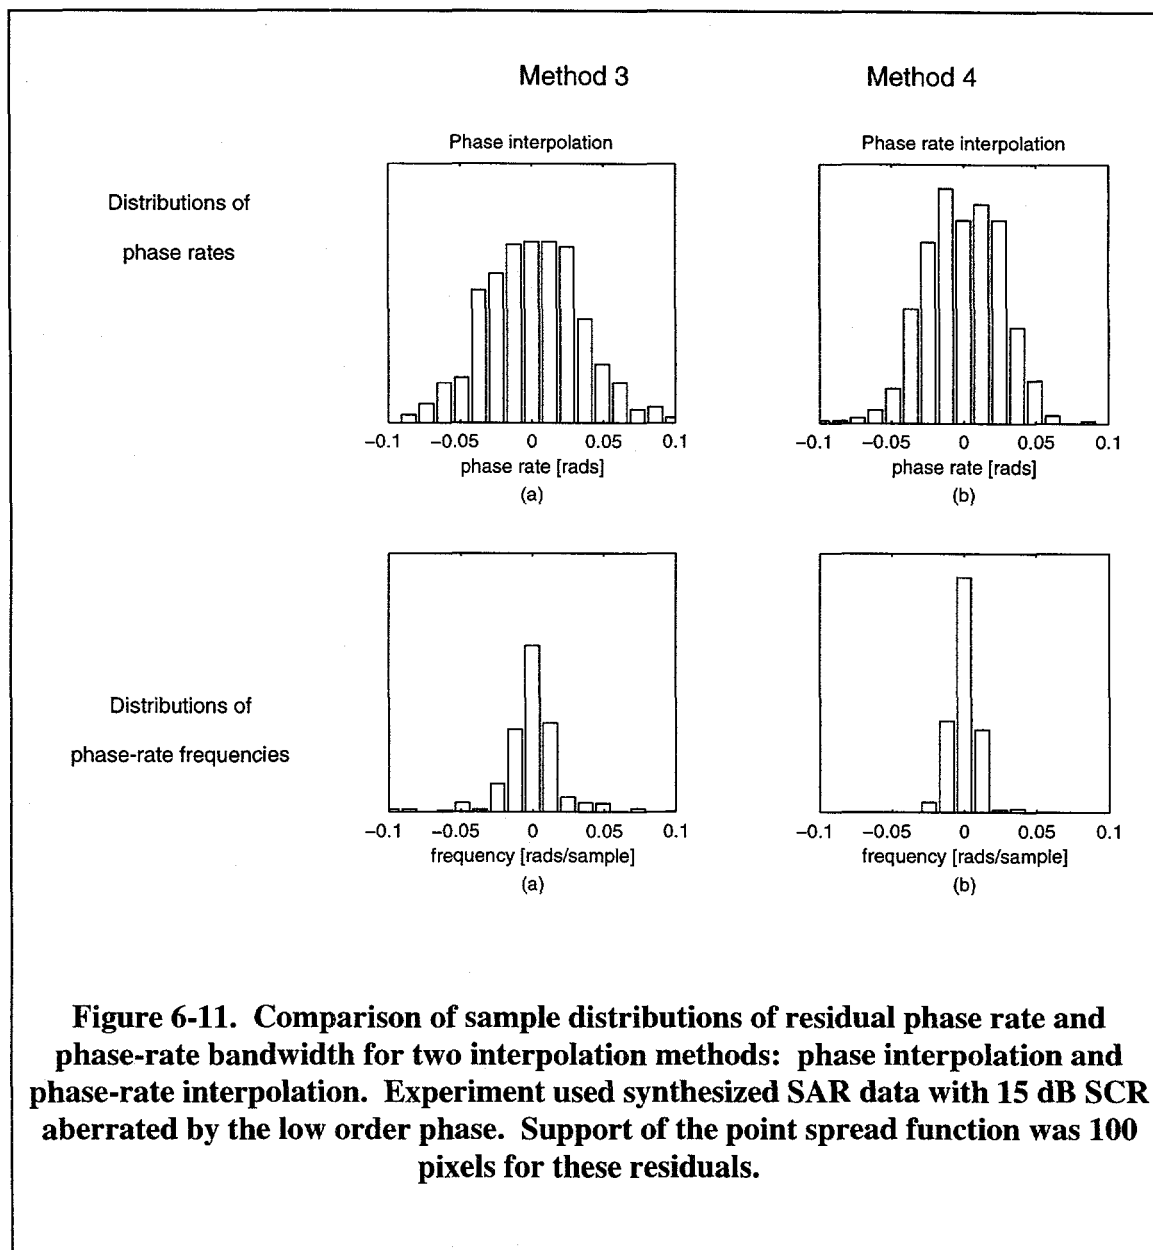 Method 3
Method 4
Phase interpolation
Phase rate interpolation
Distributions of
phase rates
−0.1 −0.05 0 0.05 0.1
phase rate [rads]
(a)
−0.1 −0.05 0 0.05 0.1
phase rate [rads]
(b)
Distributions of
phase-rate frequencies
−0.1 −0.05 0 0.05 0.1
frequency [rads/sample]
(a)
−0.1 −0.05 0 0.05 0.1
frequency [rads/sample]
(b)
Figure 6-11. Comparison of sample distributions of residual phase rate and
phase-rate bandwidth for two interpolation methods: phase interpolation and
phase-rate interpolation. Experiment used synthesized SAR data with 15 dB SCR
aberrated by the low order phase. Support of the point spread function was 100
pixels for these residuals.